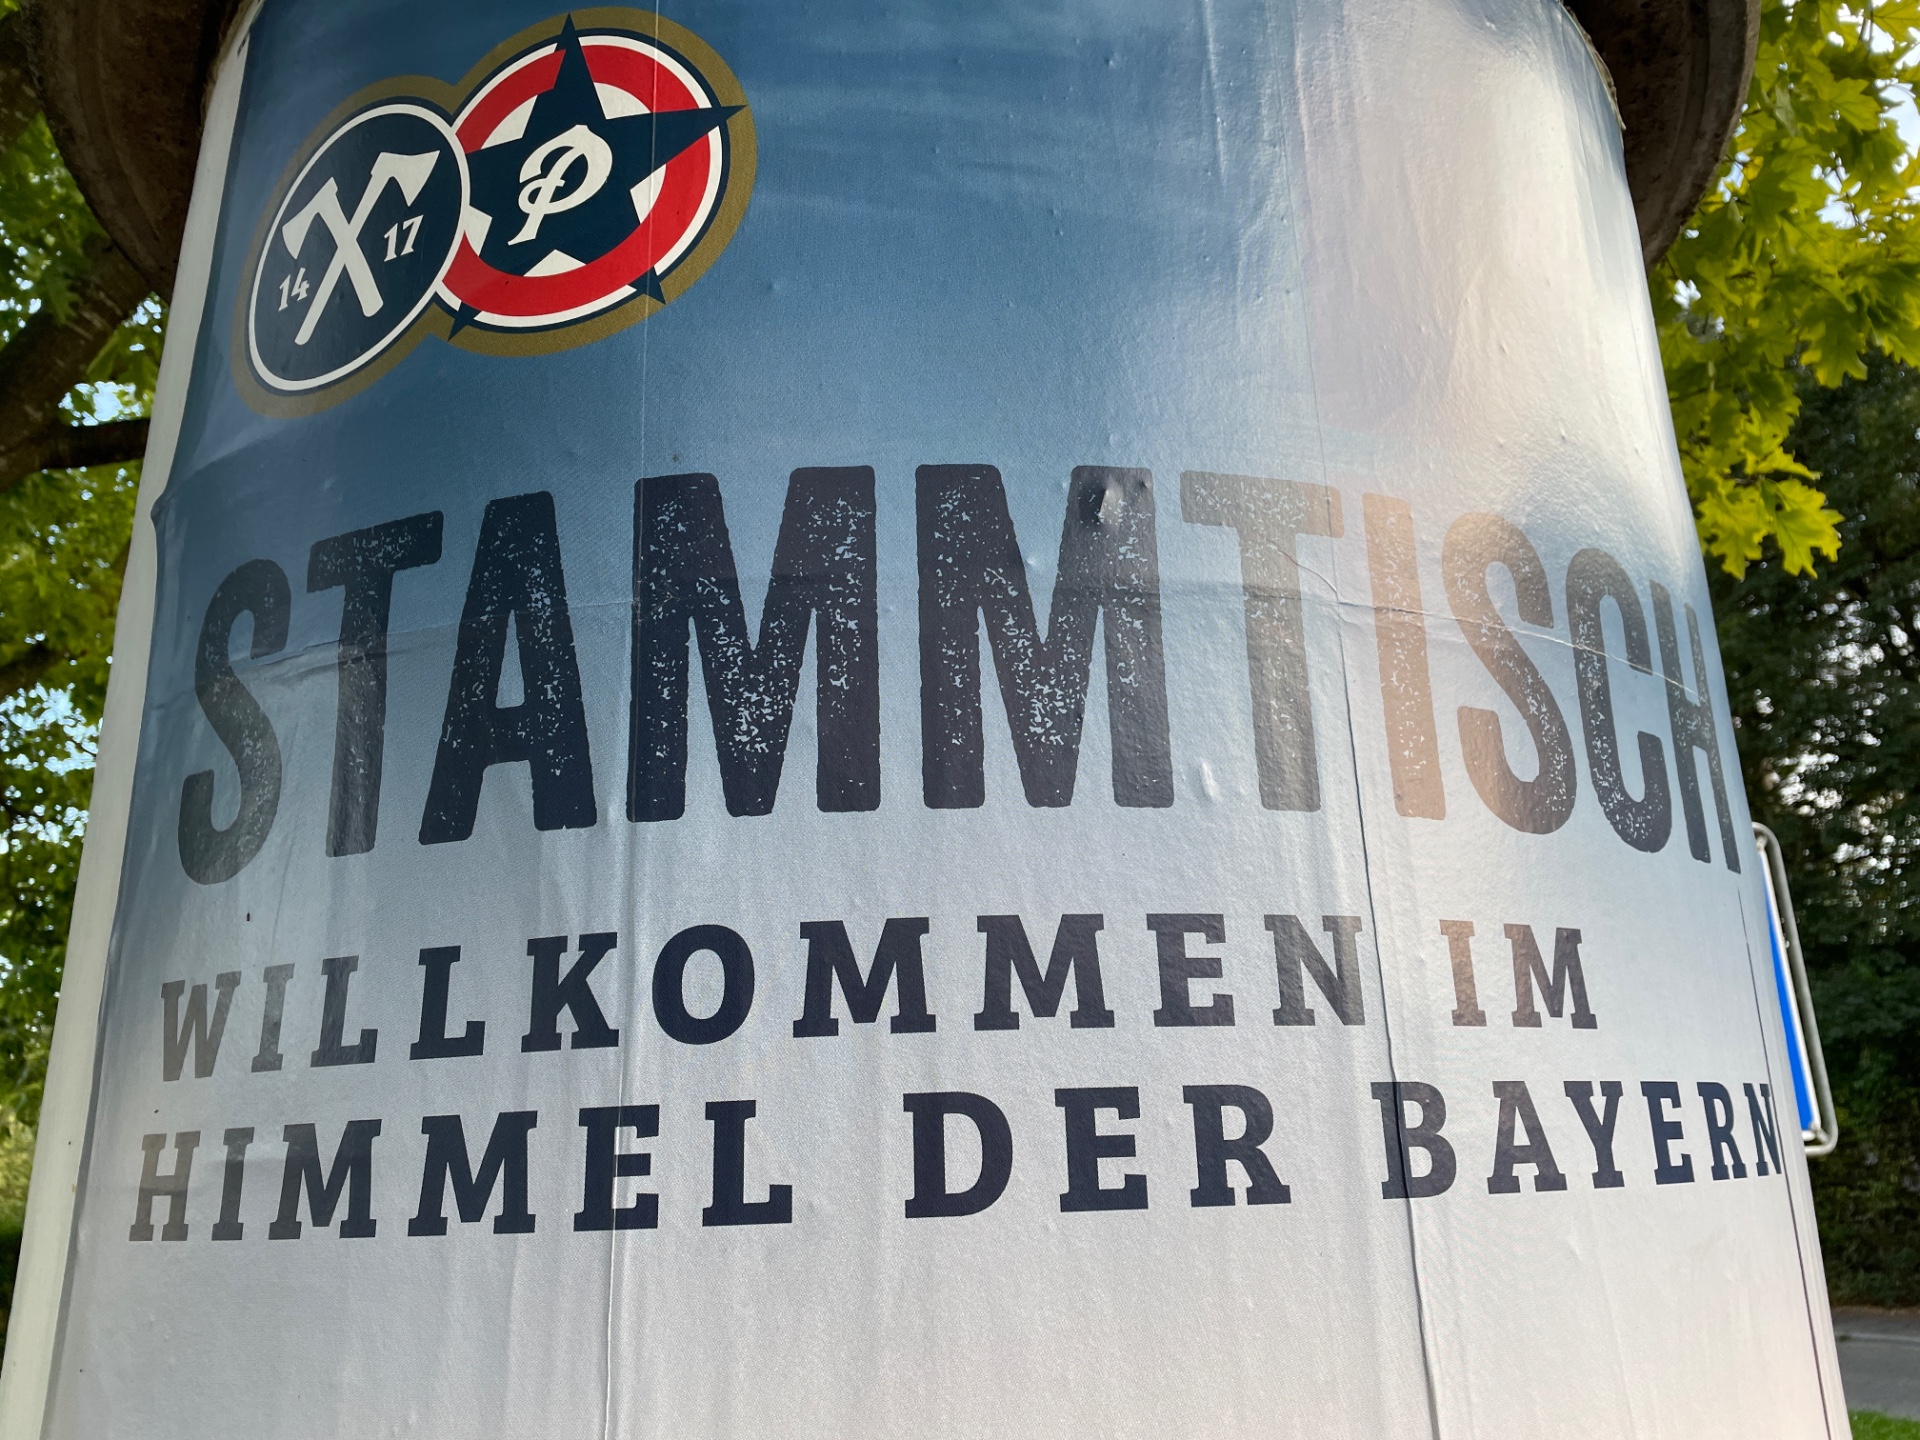 14 17
P
STAMMTISCH
WILLKOMMEN IM
HIMMEL DER BAYERN